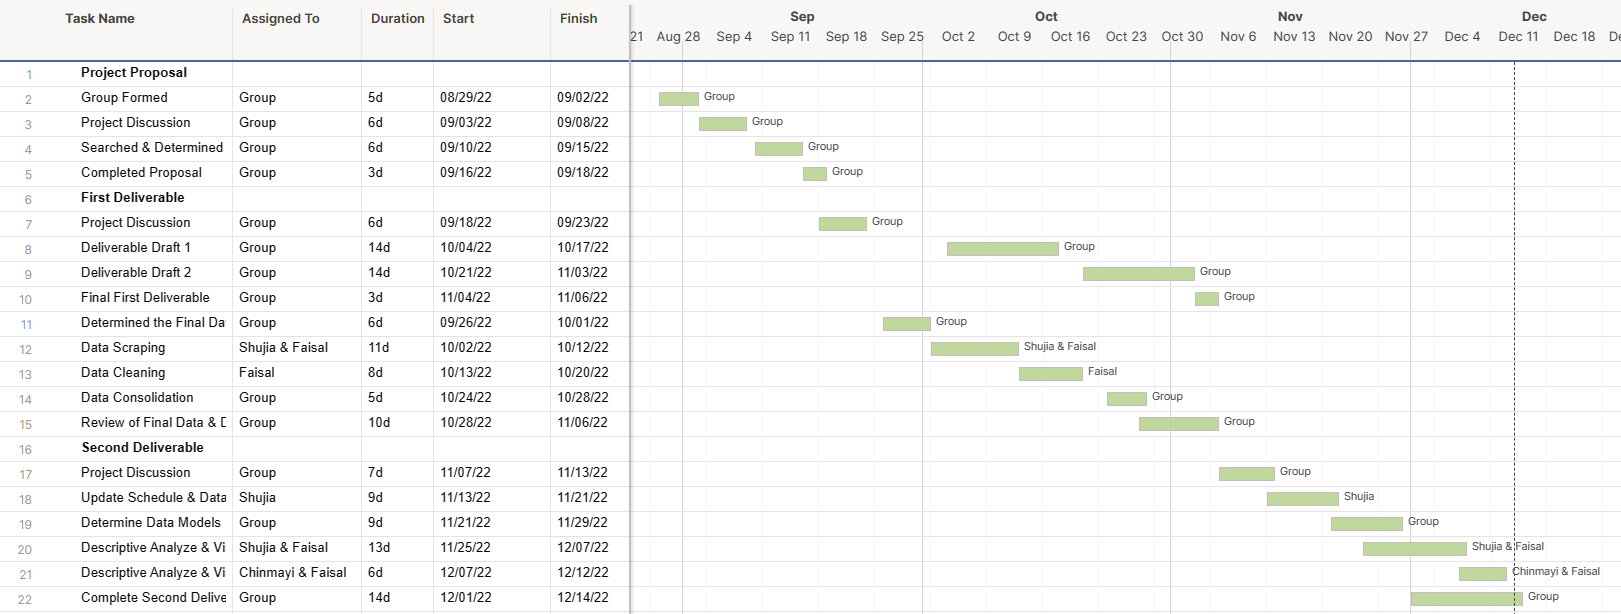 Sep Oct Nov Dec
Task Name Assigned To Duration Start Finish
21 Aug 28 Sep 4 Sep 11 Sep 18 Sep 25 Oct 2 Oct 9 Oct 16 Oct 23 Oct 30 Nov 6 Nov 13 Nov 20 Nov 27 Dec 4 Dec 11 Dec 18
1 Project Proposal
2 Group Formed Group 5d 08/29/22 09/02/22 Group
3 Project Discussion Group 6d 09/03/22 09/08/22 Group
4 Searched & Determined Group 6d 09/10/22 09/15/22 Group
5 Completed Proposal Group 3d 09/16/22 09/18/22 Group
6 First Deliverable
7 Project Discussion Group 6d 09/18/22 09/23/22 Group
8 Deliverable Draft 1 Group 14d 10/04/22 10/17/22 Group
9 Deliverable Draft 2 Group 14d 10/21/22 11/03/22 Group
10 Final First Deliverable Group 3d 11/04/22 11/06/22 Group
11 Determined the Final Da Group 6d 09/26/22 10/01/22 Group
12 Data Scraping Shujia & Faisal 11d 10/02/22 10/12/22 Shujia & Faisal
13 Data Cleaning Faisal 8d 10/13/22 10/20/22 Faisal
14 Data Consolidation Group 5d 10/24/22 10/28/22 Group
15 Review of Final Data & Group 10d 10/28/22 11/06/22 Group
16 Second Deliverable
17 Project Discussion Group 7d 11/07/22 11/13/22 Group
18 Update Schedule & Data Shujia 9d 11/13/22 11/21/22 Shujia
19 Determine Data Models Group 9d 11/21/22 11/29/22 Group
20 Descriptive Analyze & Vi Shujia & Faisal 13d 11/25/22 12/07/22 Shujia & Faisal
21 Descriptive Analyze & Vi Chinmayi & Faisal 6d 12/07/22 12/12/22 Chinmayi & Faisal
22 Complete Second Delive Group 14d 12/01/22 12/14/22 Group